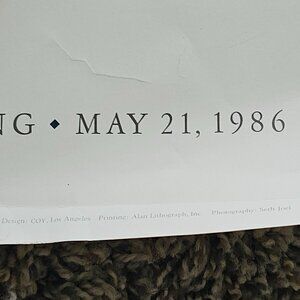 NG ◆ MAY 21, 1986
Design: COY, Los Angeles Printing: Alan Lithograph, Inc. Photography: Seth Joel